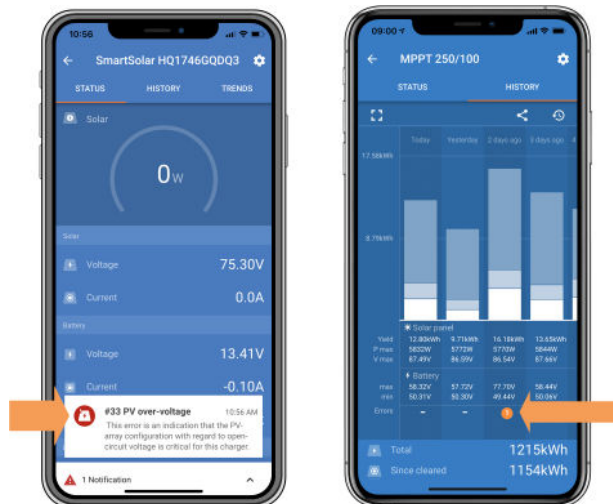 10:56
SmartSolar HQ1746GQDQ3
STATUS HISTORY TRENDS
Solar
0W
Solar
Voltage 75.30V
Current 0.0A
Battery
Voltage 13.41V
Current -0.10A
#33 PV over-voltage 10:56 AM
This error is an indication that the PV-
array configuration with regard to open-
circuit voltage is critical for this charger.
1 Notification
09:00
MPPT 250/100
STATUS HISTORY
Today Yesterday 2 days ago 3 days ago 4
17.58kWh
8.79kWh
Solar panel
Yield 12.80kWh 9.71kWh 16.18kWh 13.65kWh
P max 5832W 5772W 5770W 5844W
V max 87.49V 86.59V 86.54V 87.66V
Battery
max 58.32V 57.72V 77.70V 58.44V
min 50.31V 50.30V 49.44V 50.06V
Errors - - 1
Total 1215kWh
Since cleared 1154kWh